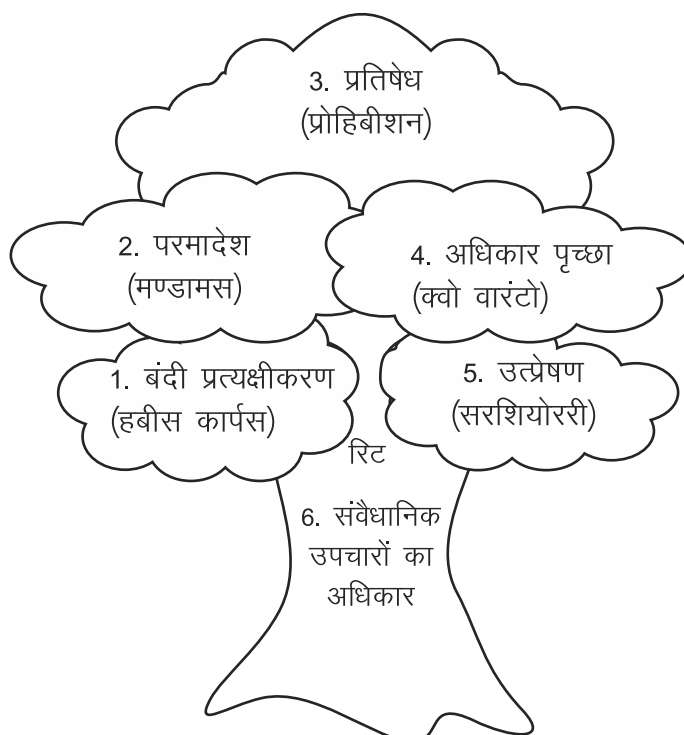 3. प्रतिषेध
(प्रोहिबीशन)
2. परमादेश
(मण्डामस)
4. अधिकार पृच्छा
(क्वो वारंटो)
1. बंदी प्रत्यक्षीकरण
(हबीस कार्पस)
5. उत्प्रेषण
(सरशियोररी)
रिट
6. संवैधानिक
उपचारों का
अधिकार